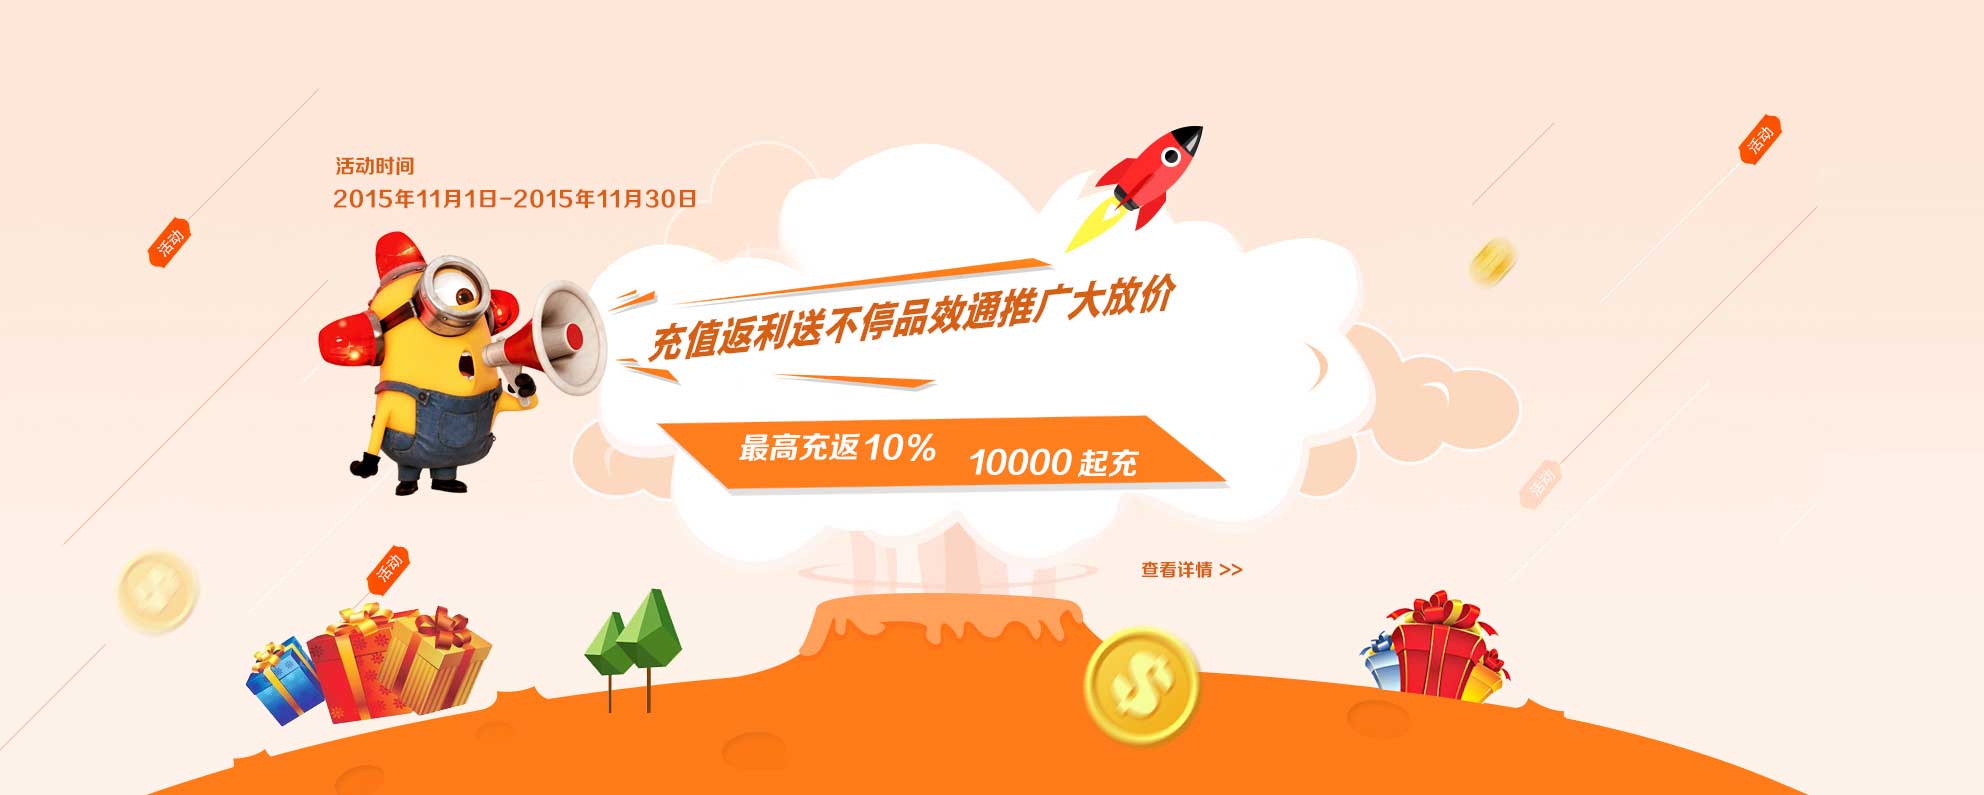 活动时间
2015年11月1日-2015年11月30日
活动
活动
充值返利送不停品效通推广大放价
最高充返10%
10000起充
活动
活动
查看详情 >>